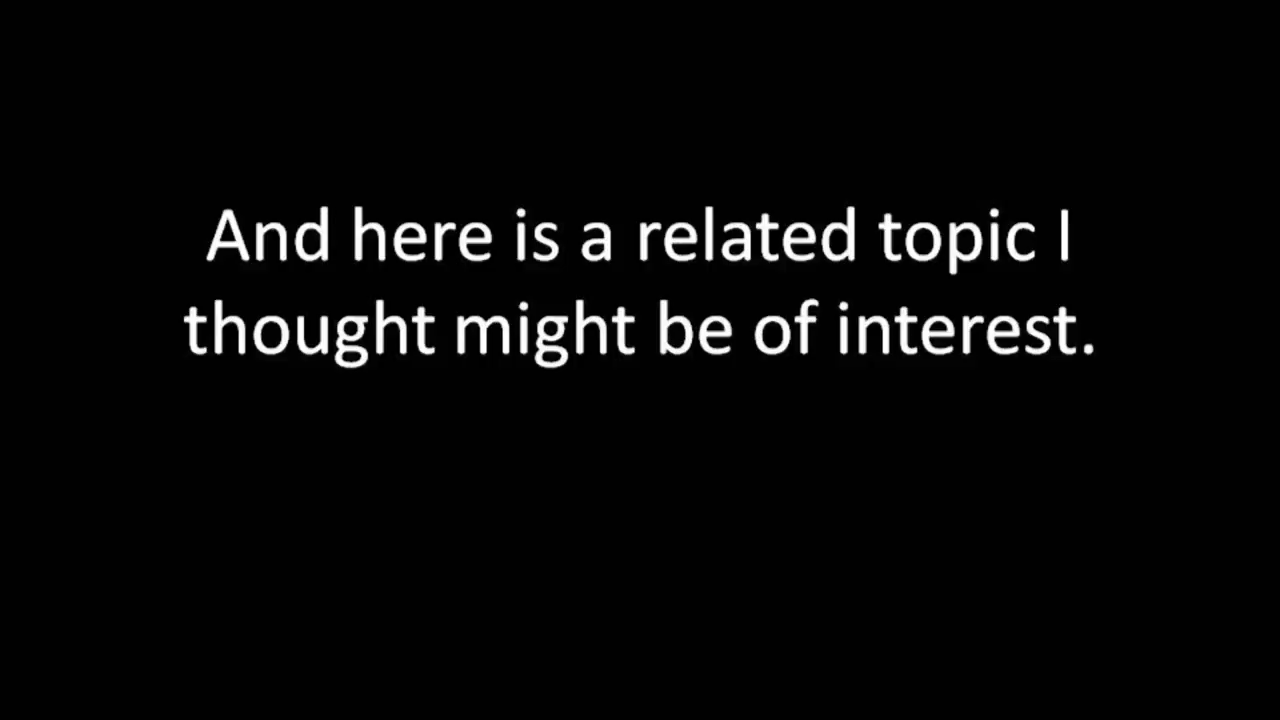 And here is a related topic I
thought might be of interest.